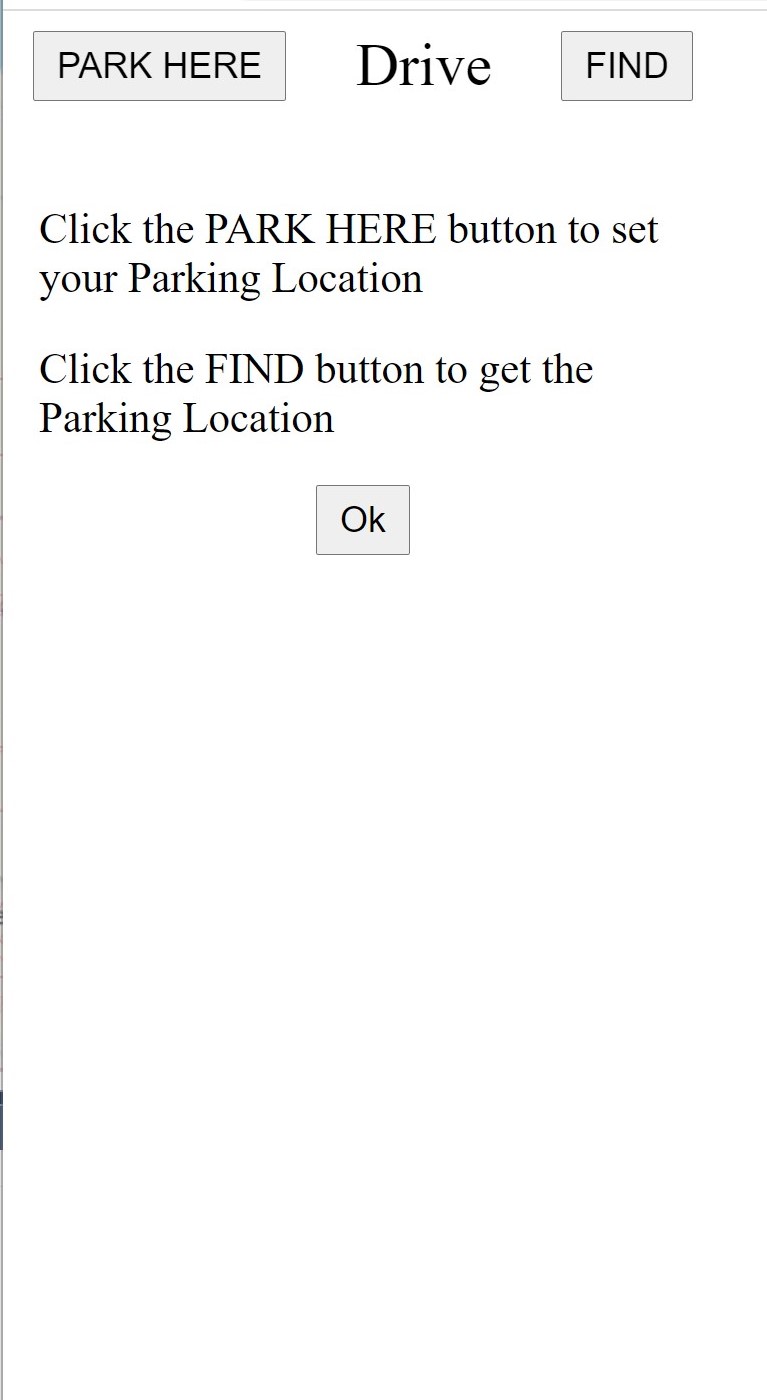 PARK HERE Drive FIND
Click the PARK HERE button to set
your Parking Location
Click the FIND button to get the
Parking Location
Ok